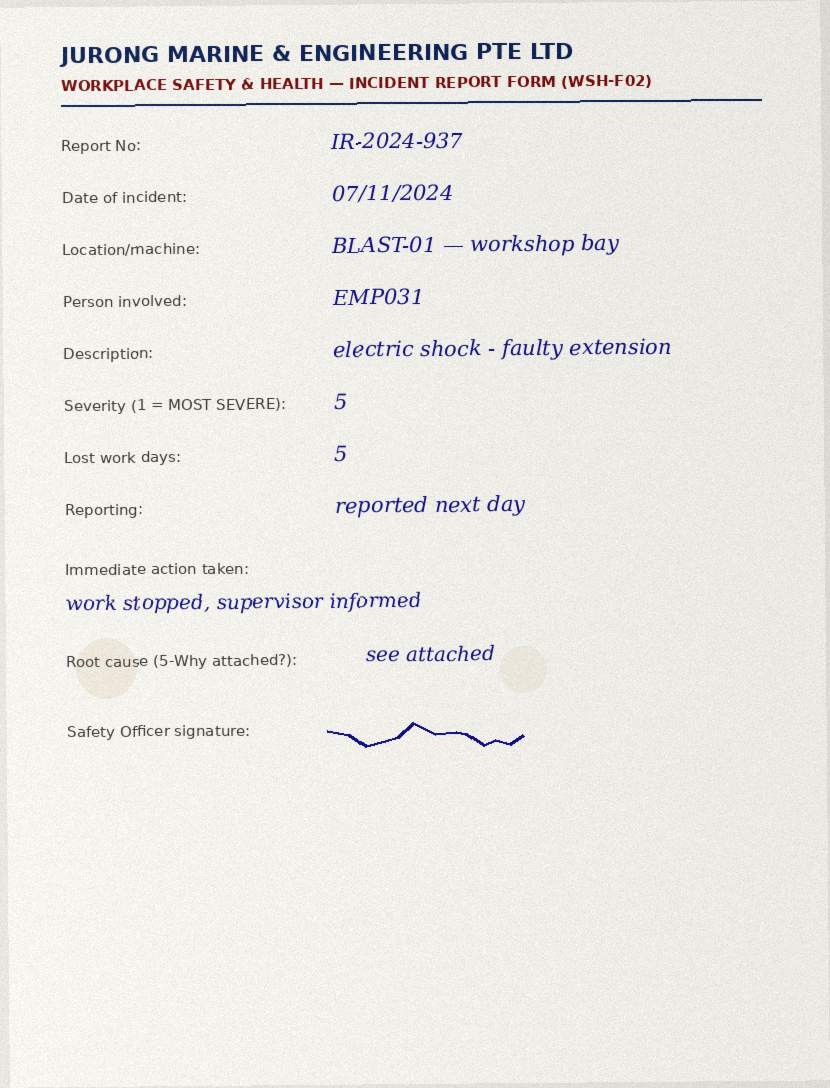 JURONG MARINE & ENGINEERING PTE LTD
WORKPLACE SAFETY & HEALTH — INCIDENT REPORT FORM (WSH-F02)
Report No: IR-2024-937
Date of incident: 07/11/2024
Location/machine: BLAST-01 — workshop bay
Person involved: EMP031
Description: electric shock - faulty extension
Severity (1 = MOST SEVERE): 5
Lost work days: 5
Reporting: reported next day
Immediate action taken:
work stopped, supervisor informed
Root cause (5-Why attached?): see attached
Safety Officer signature: